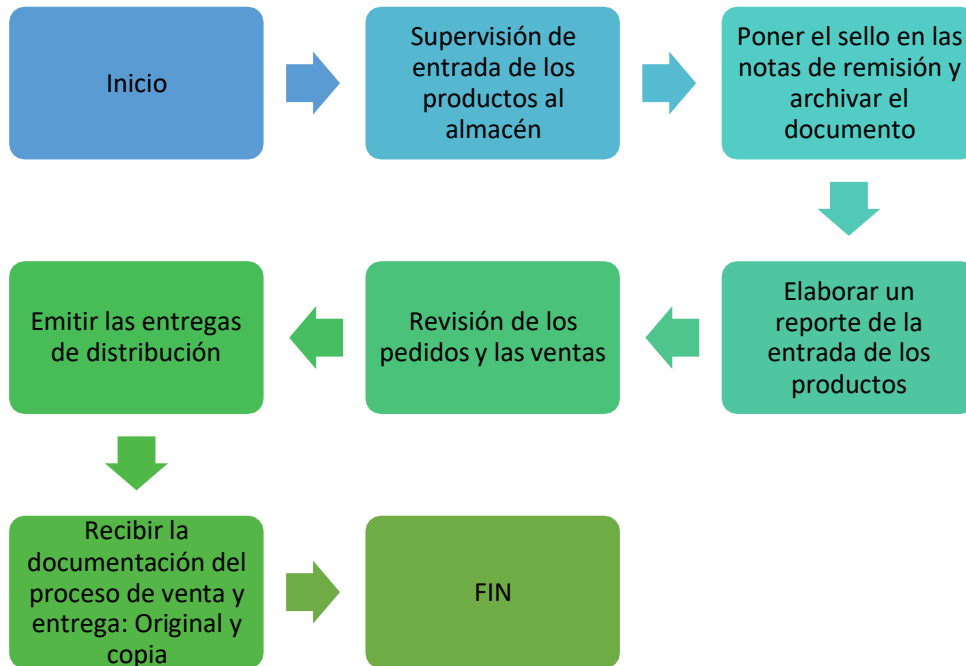 Inicio
Supervisión de
entrada de los
productos al
almacén
Poner el sello en las
notas de remisión y
archivar el
documento
Elaborar un
reporte de la
entrada de los
productos
Revisión de los
pedidos y las ventas
Emitir las entregas
de distribución
Recibir la
documentación del
proceso de venta y
entrega: Original y
copia
FIN